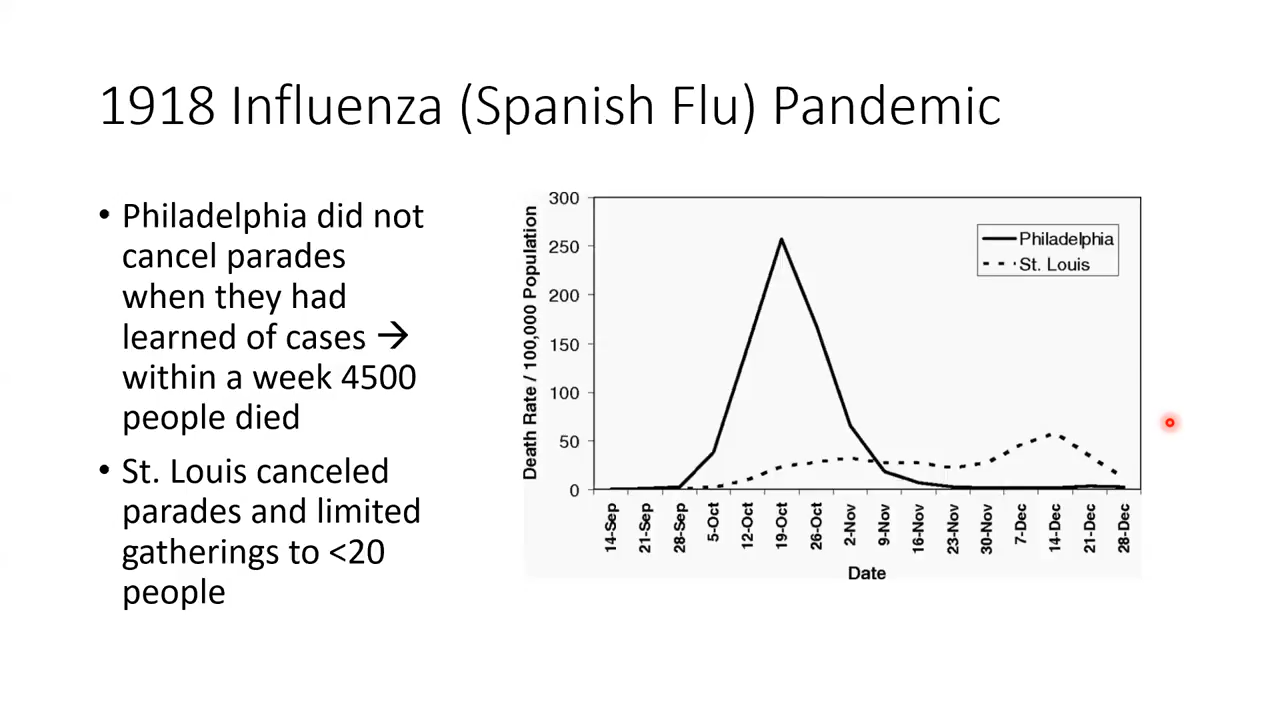 1918 Influenza (Spanish Flu) Pandemic
• Philadelphia did not
cancel parades
when they had
learned of cases →
within a week 4500
people died
• St. Louis canceled
parades and limited
gatherings to <20
people
Death Rate / 100,000 Population
300
250
200
150
100
50
0
Philadelphia
St. Louis
14-Sep
21-Sep
28-Sep
5-Oct
12-Oct
19-Oct
26-Oct
2-Nov
9-Nov
16-Nov
23-Nov
30-Nov
7-Dec
14-Dec
21-Dec
28-Dec
Date